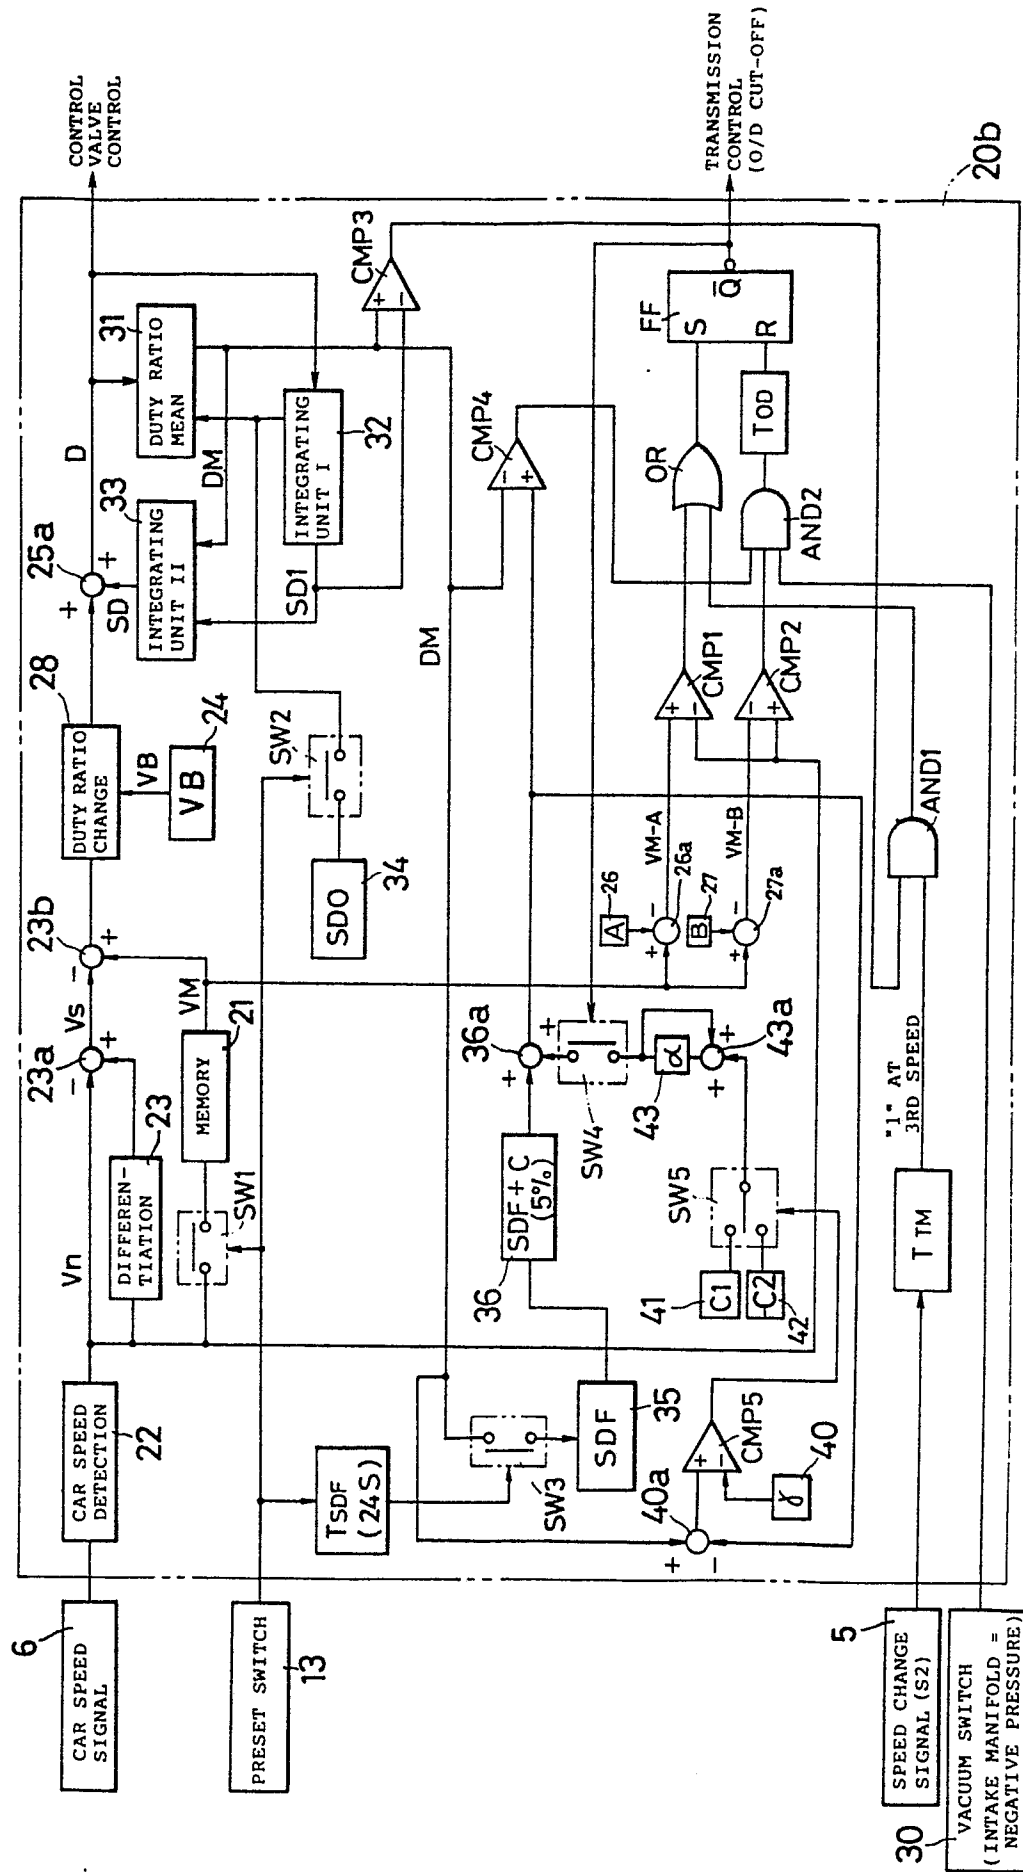 6
CAR SPEED
SIGNAL
CAR SPEED
DETECTION
22
Vn
DIFFEREN-
TIATION
23
23a
Vs
23b
-
-
+
SW1
MEMORY
21
VM
DUTY RATIO
CHANGE
28
VB
VB
24
25a
+
+
SD
D
INTEGRATING
UNIT II
33
DUTY RATIO
MEAN
31
DM
INTEGRATING
UNIT I
32
SD1
CONTROL
VALVE
CONTROL
PRESET SWITCH
13
TSDF
(24S)
SW2
SDO
34
SW3
SDF
35
DM
CMP3
+
-
CMP4
-
+
36
SDF+C
(5%)
36a
+
+
SW4
43
α
43a
+
+
SW5
41
C1
C2
42
40a
+
-
CMP5
+
-
γ
40
A
26
-
+
26a
VM-A
B
27
-
+
27a
VM-B
CMP1
+
-
CMP2
-
+
OR
AND2
TOD
FF
S
R
Q̄
TRANSMISSION
CONTROL
(O/D CUT-OFF)
20b
AND1
"1" AT
3RD SPEED
TTM
5
SPEED CHANGE
SIGNAL (S2)
30
VACUUM SWITCH
(INTAKE MANIFOLD =
NEGATIVE PRESSURE)